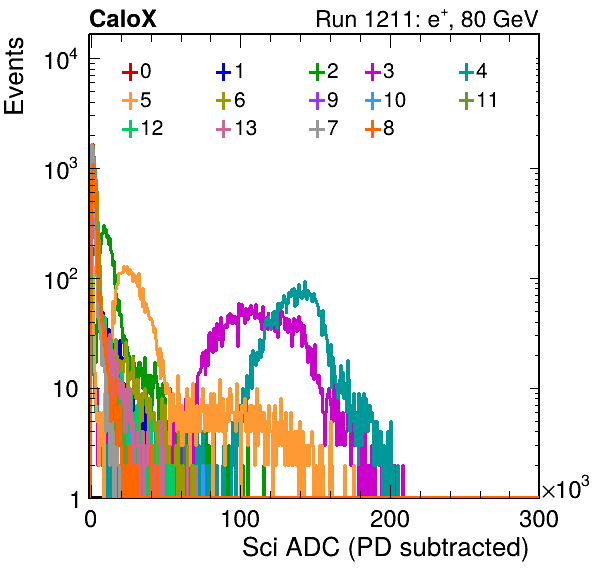 CaloX Run 1211: e⁺, 80 GeV
Events
10⁴
0 1 2 3 4
5 6 9 10 11
12 13 7 8
10³
10²
10
1
×10³
0 100 200 300
Sci ADC (PD subtracted)